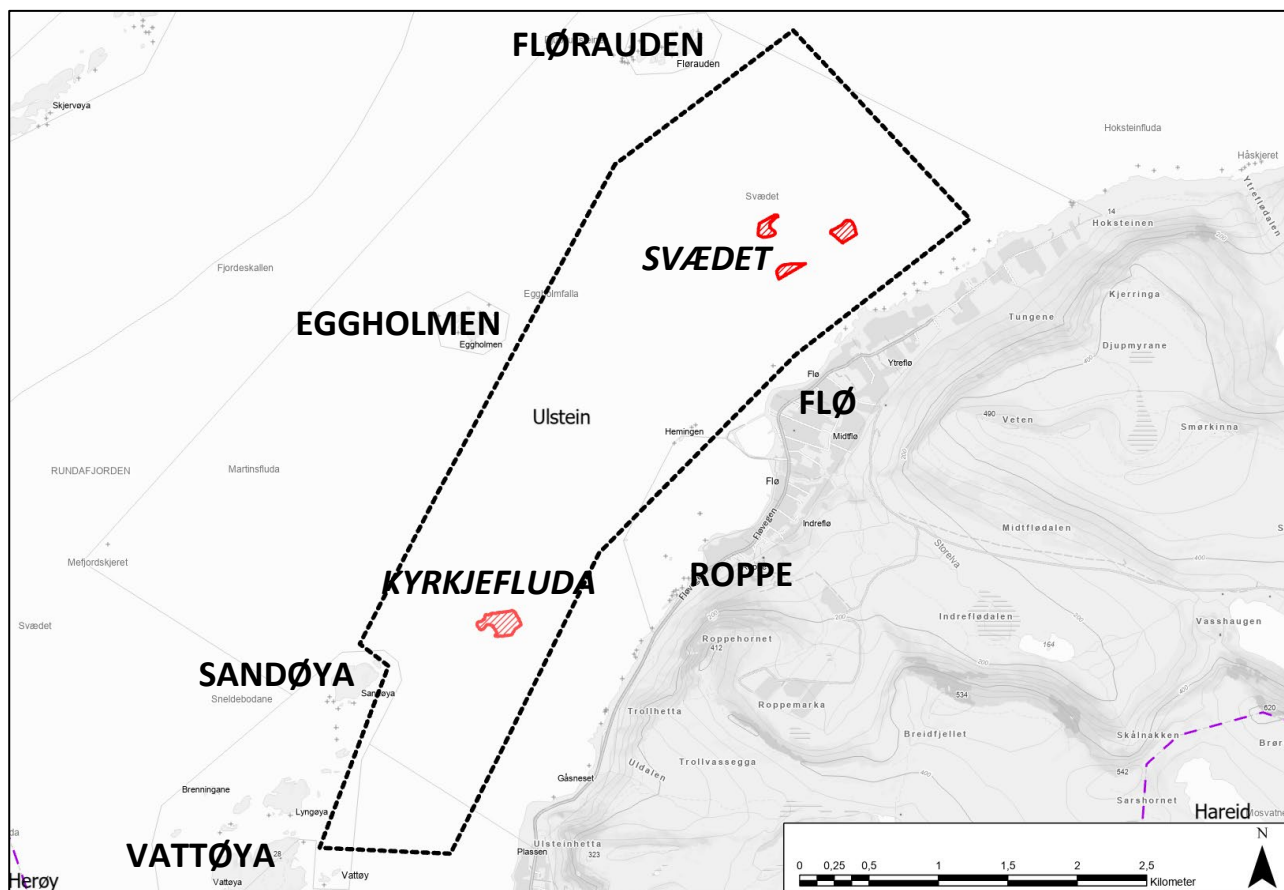 FLØRAUDEN
Flørauden
Skjervøya
Hoksteinfluda
Håskjeret
Ytreflødalen
Svædet
14
Hoksteinen
SVÆDET
Fjordeskallen
Eggholmfalla
Kjerringa
EGGHOLMEN
Eggholmen
Tungene
Djupmyrane
Ytreflø
Flø
FLØ
Ulstein
490
Veten
Smørkinna
Hemingen
Midtflø
RUNDAFJORDEN
Martinsfluda
Flø
Fløvegen
Indreflø
Midtflødalen
400
Storelva
Mefjordskjeret
KYRKJEFLUDA
ROPPE
Indreflødalen
Vasshaugen
Svædet
Roppehornet
412
164
SANDØYA
Sandøya
Sneldebodane
534
620
Trollhetta
Roppemarka
Breidfjellet
Skålnakken
Uldalen
Trollvassegga
Gåsneset
542
Sarshornet
Brenningane
Lyngøya
Hareid
VATTØYA
28
Vattøy
Vattøya
Plassen
Ulsteinhetta
323
Herøy
N
0 0,25 0,5 1 1,5 2 2,5
Kilometer